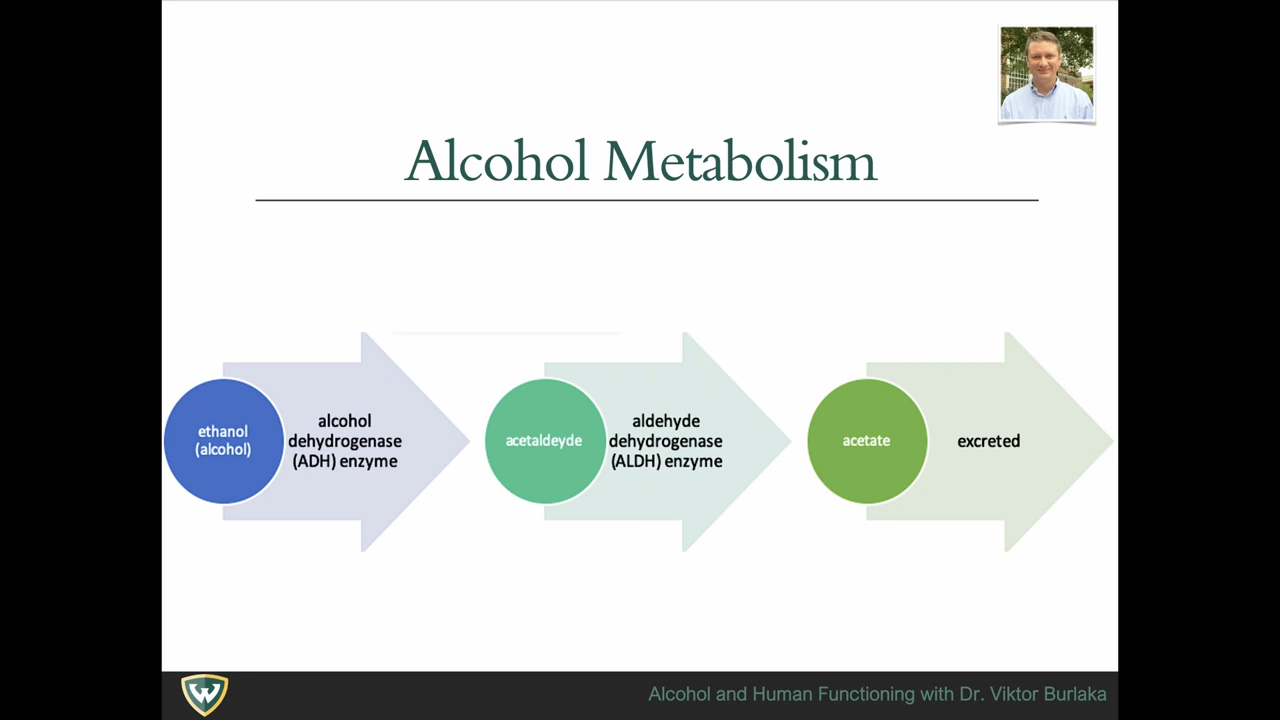 Alcohol Metabolism
ethanol
(alcohol)
alcohol
dehydrogenase
(ADH) enzyme
acetaldeyde
aldehyde
dehydrogenase
(ALDH) enzyme
acetate
excreted
W
Alcohol and Human Functioning with Dr. Viktor Burlaka